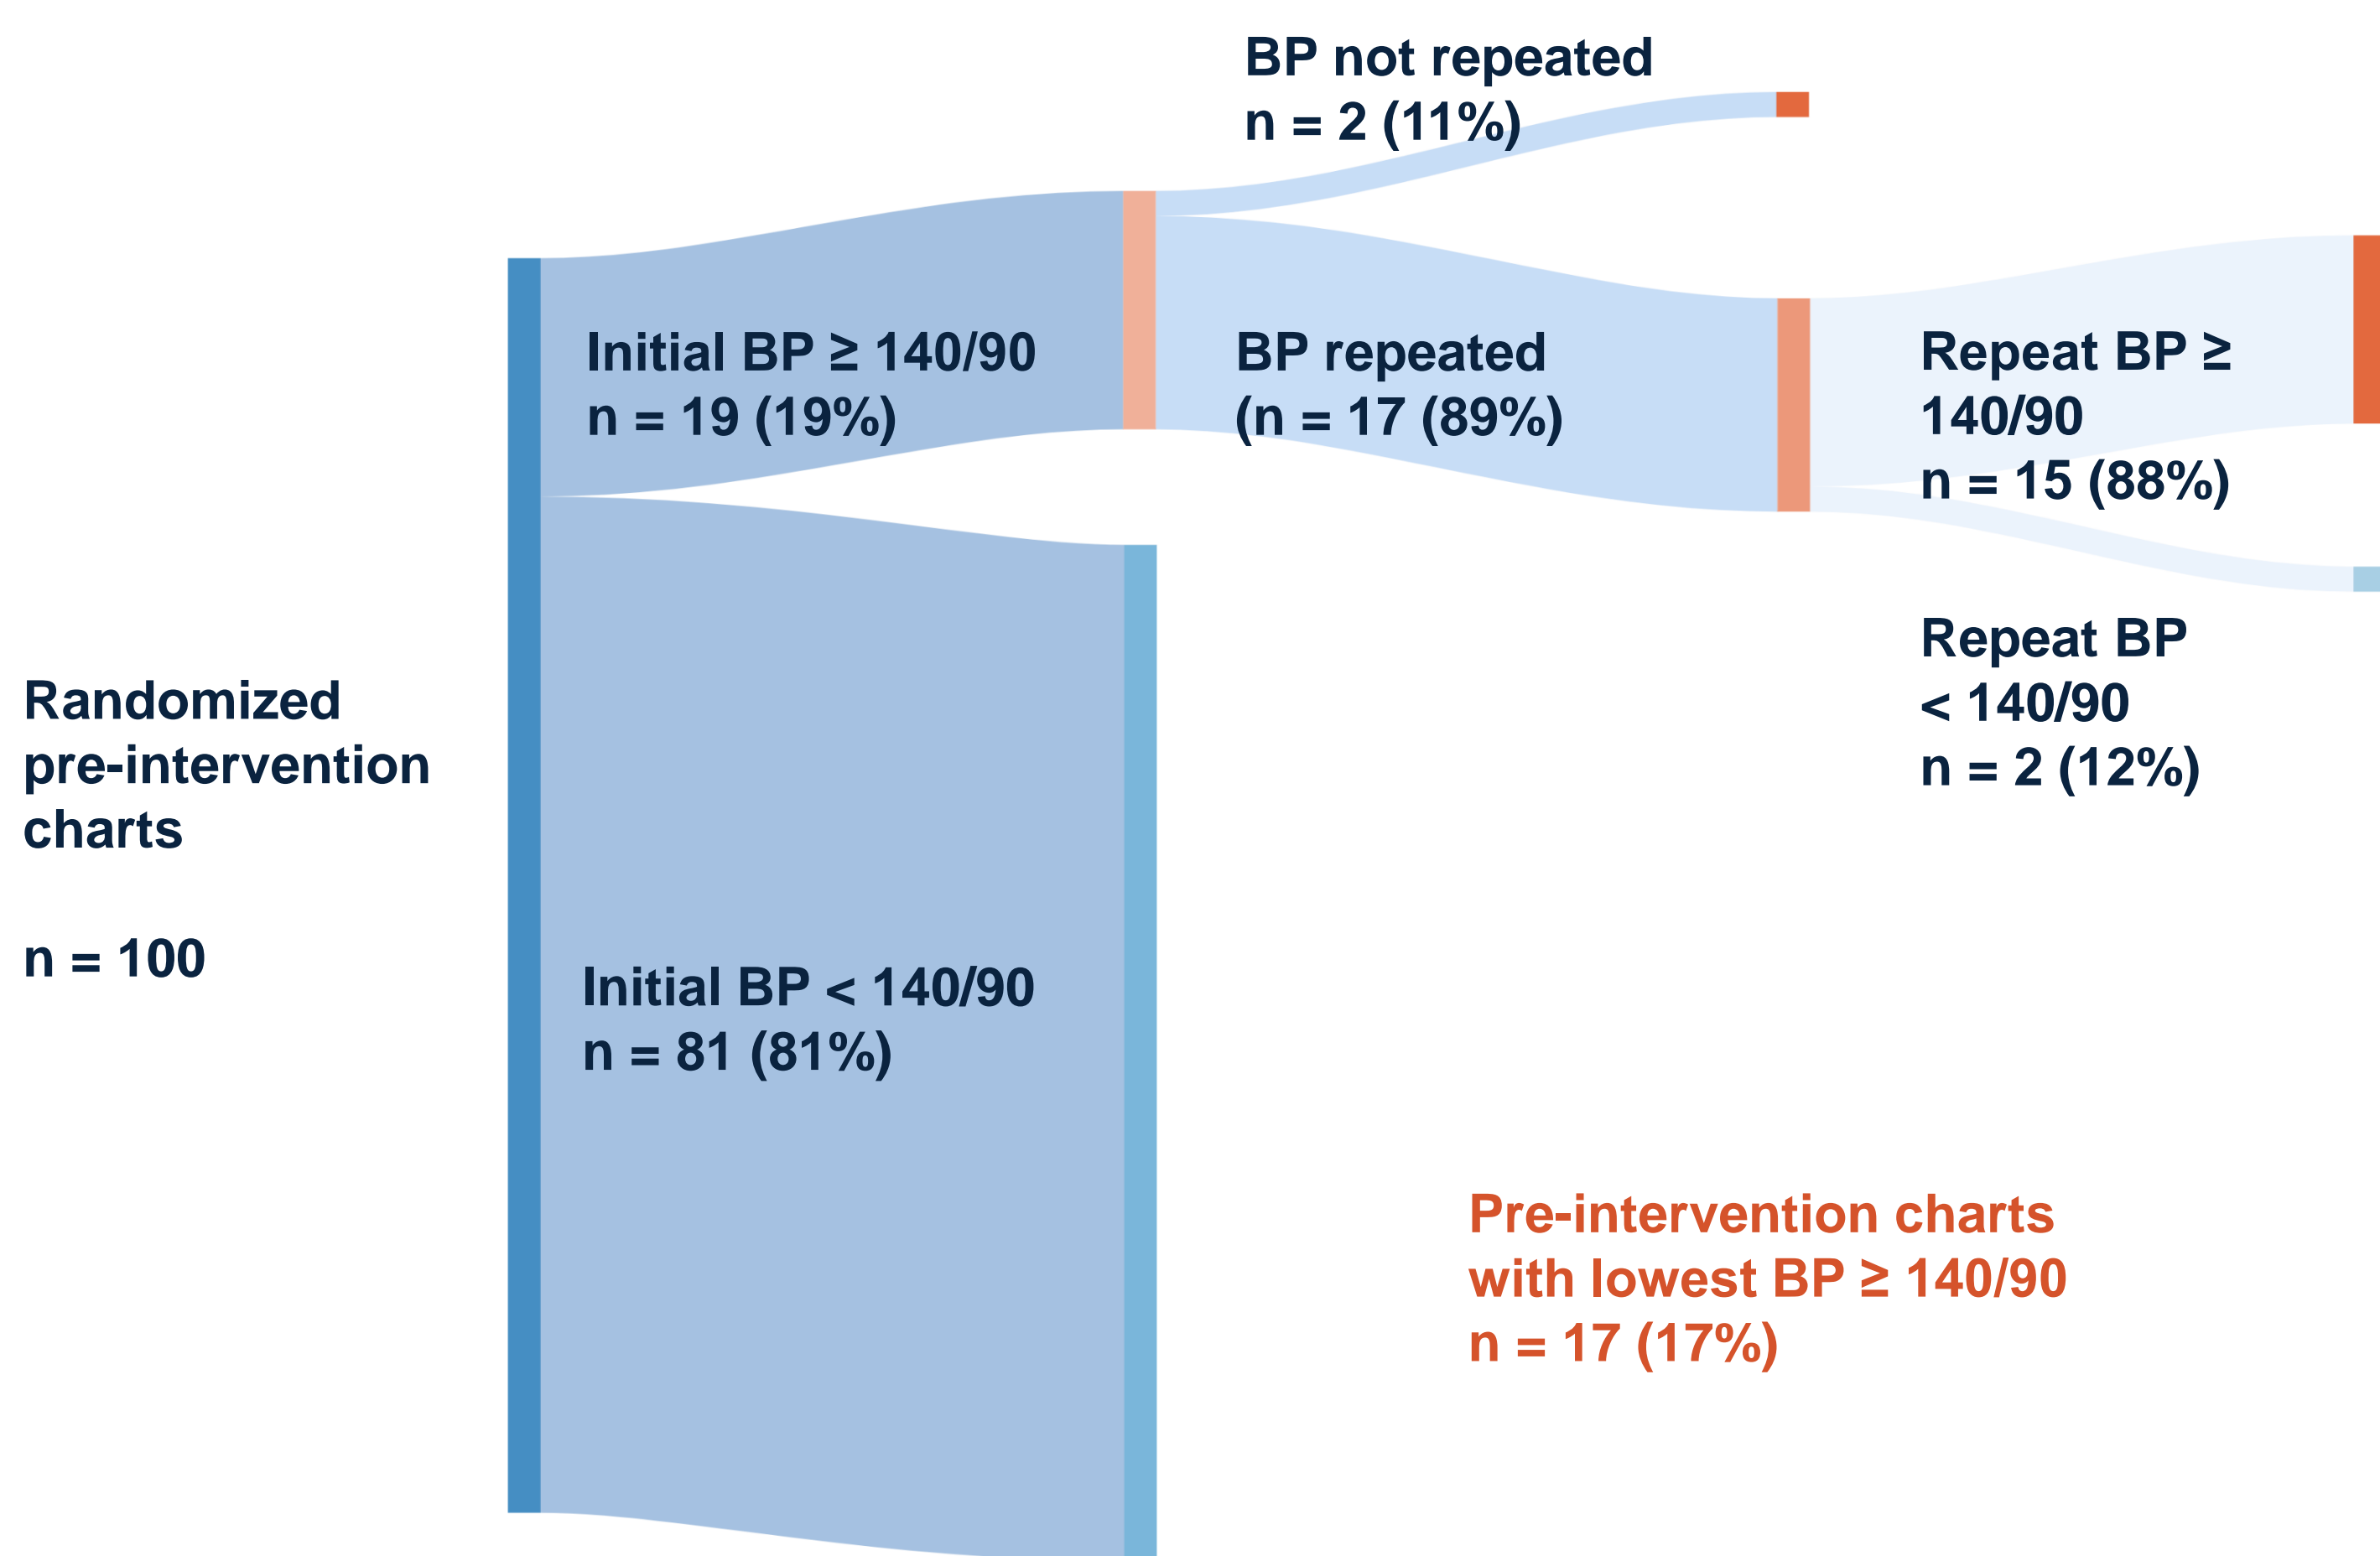 BP not repeated
n = 2 (11%)
Initial BP ≥ 140/90
n = 19 (19%)
BP repeated
(n = 17 (89%)
Repeat BP ≥
140/90
n = 15 (88%)
Repeat BP
< 140/90
n = 2 (12%)
Randomized
pre-intervention
charts
n = 100
Initial BP < 140/90
n = 81 (81%)
Pre-intervention charts
with lowest BP ≥ 140/90
n = 17 (17%)